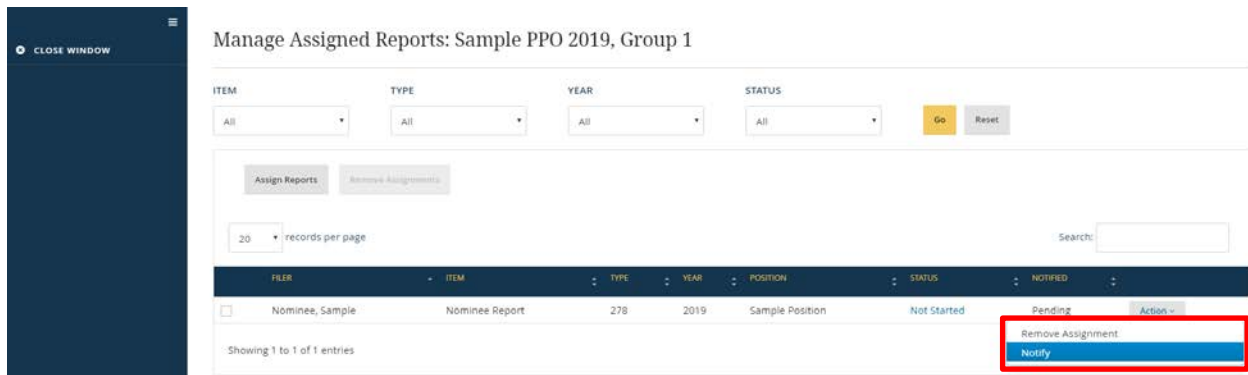 CLOSE WINDOW
Manage Assigned Reports: Sample PPO 2019, Group 1
ITEM TYPE YEAR STATUS
All All All All Go Reset
Assign Reports Remove Assignments
20 records per page Search:
FILER ITEM TYPE YEAR POSITION STATUS NOTIFIED
Nominee, Sample Nominee Report 278 2019 Sample Position Not Started Pending Action
Remove Assignment
Showing 1 to 1 of 1 entries
Notify